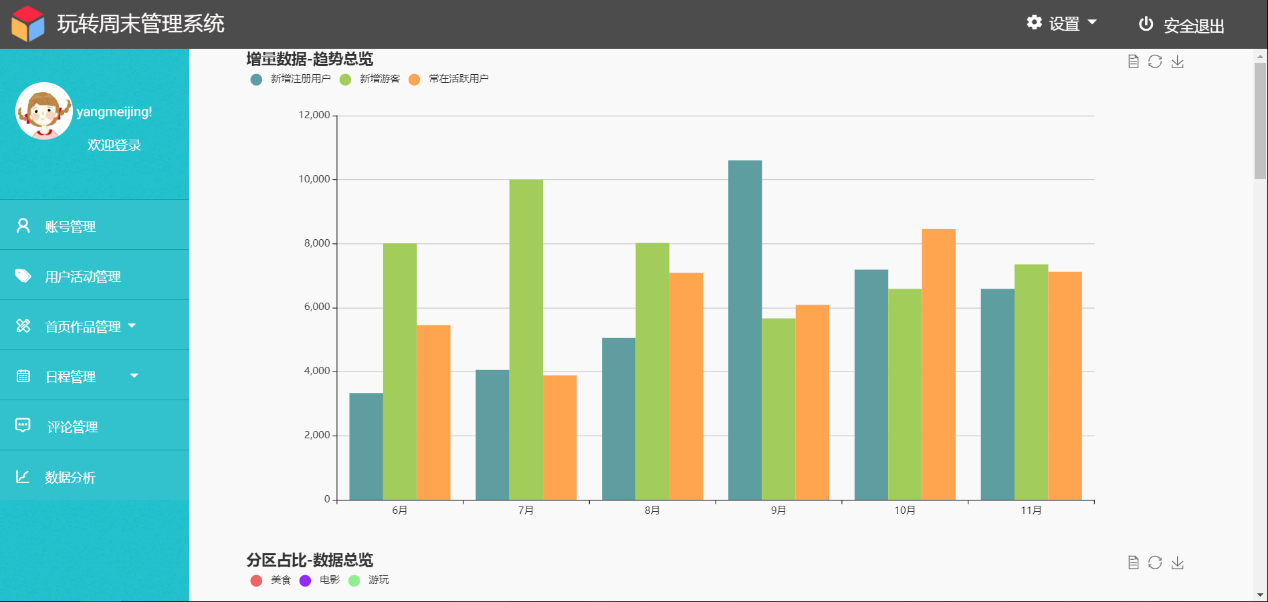 玩转周末管理系统
设置
安全退出
yangmeijing!
欢迎登录
账号管理
用户活动管理
首页作品管理
日程管理
评论管理
数据分析
增量数据-趋势总览
新增注册用户 新增游客 常在活跃用户
12,000
10,000
8,000
6,000
4,000
2,000
0
6月 7月 8月 9月 10月 11月
分区占比-数据总览
美食 电影 游玩